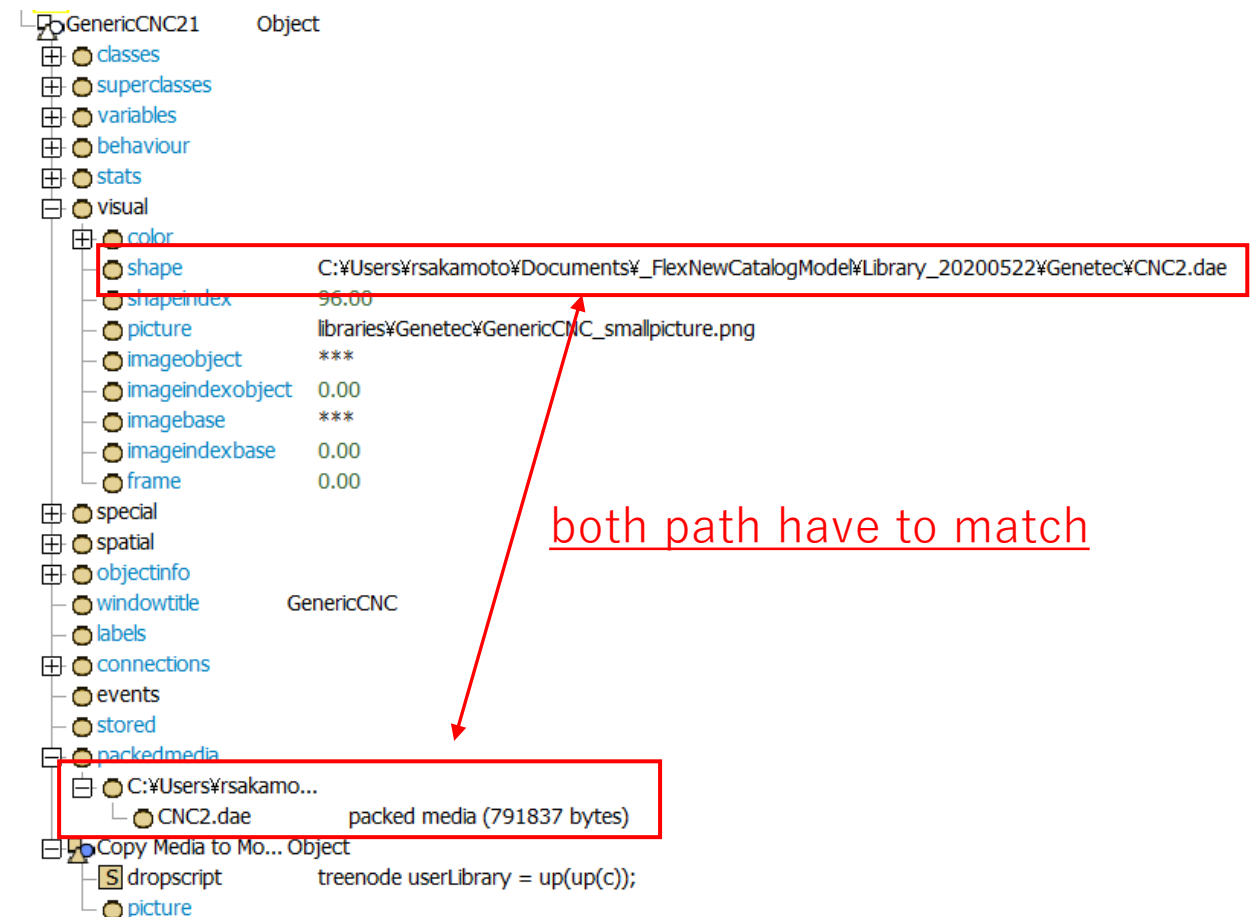 GenericCNC21 Object
classes
superclasses
variables
behaviour
stats
visual
color
shape C:¥Users¥rsakamoto¥Documents¥_FlexNewCatalogModel¥Library_20200522¥Genetec¥CNC2.dae
shapeindex 96.00
picture libraries¥Genetec¥GenericCNC_smallpicture.png
imageobject ***
imageindexobject 0.00
imagebase ***
imageindexbase 0.00
frame 0.00
special
both path have to match
spatial
objectinfo
windowtitle GenericCNC
labels
connections
events
stored
packedmedia
C:¥Users¥rsakamo...
CNC2.dae packed media (791837 bytes)
Copy Media to Mo... Object
S dropscript treenode userLibrary = up(up(c));
picture